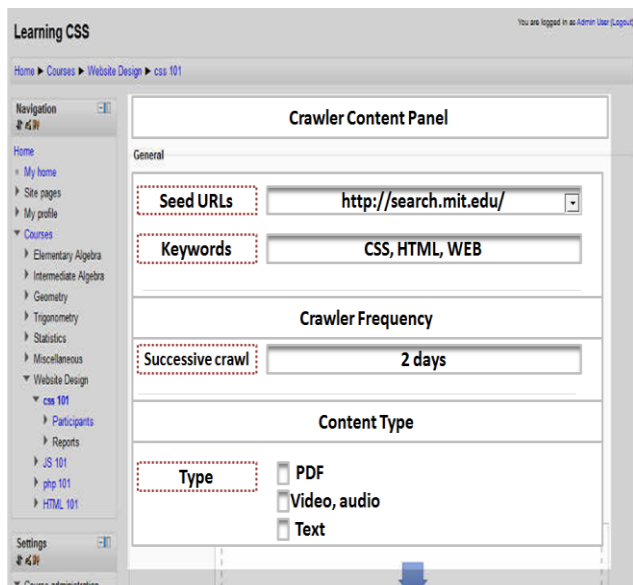 Learning CSS
You are logged in as Admin User (Logout)
Home ► Courses ► Website Design ► css 101
Navigation
Home
My home
Site pages
My profile
Courses
Elementary Algebra
Intermediate Algebra
Geometry
Trigonometry
Statistics
Miscellaneous
Website Design
css 101
Participants
Reports
JS 101
php 101
HTML 101
Settings
Course administration
Crawler Content Panel
General
Seed URLs http://search.mit.edu/
Keywords CSS, HTML, WEB
Crawler Frequency
Successive crawl 2 days
Content Type
Type PDF
Video, audio
Text